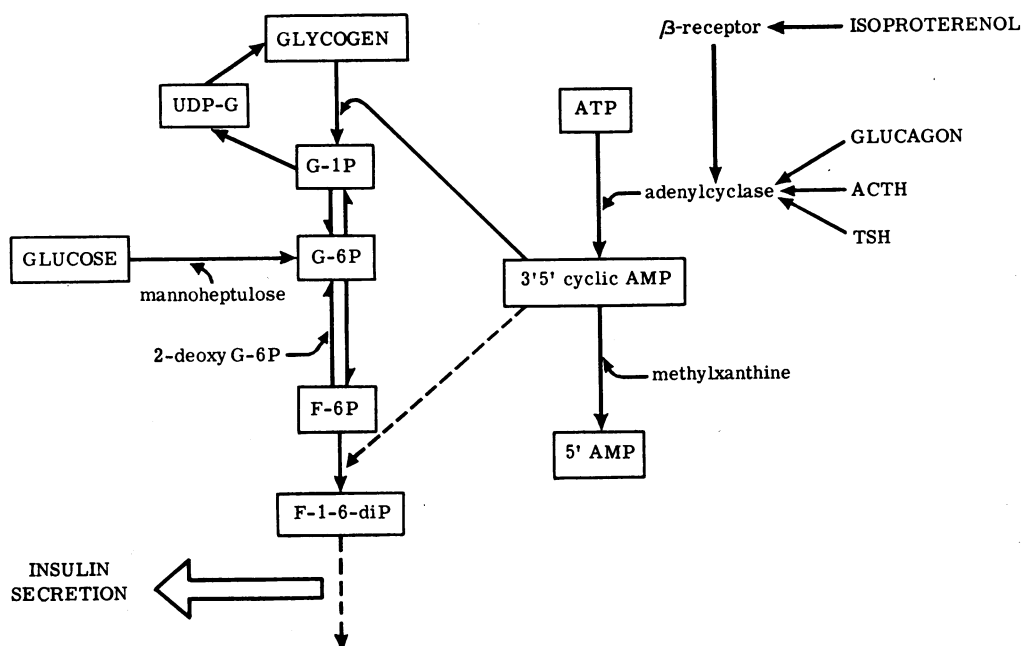 GLYCOGEN
β-receptor
ISOPROTERENOL
UDP-G
ATP
G-1P
GLUCAGON
adenylcyclase
ACTH
TSH
GLUCOSE
G-6P
3'5' cyclic AMP
mannoheptulose
2-deoxy G-6P
methylxanthine
F-6P
5' AMP
F-1-6-diP
INSULIN
SECRETION